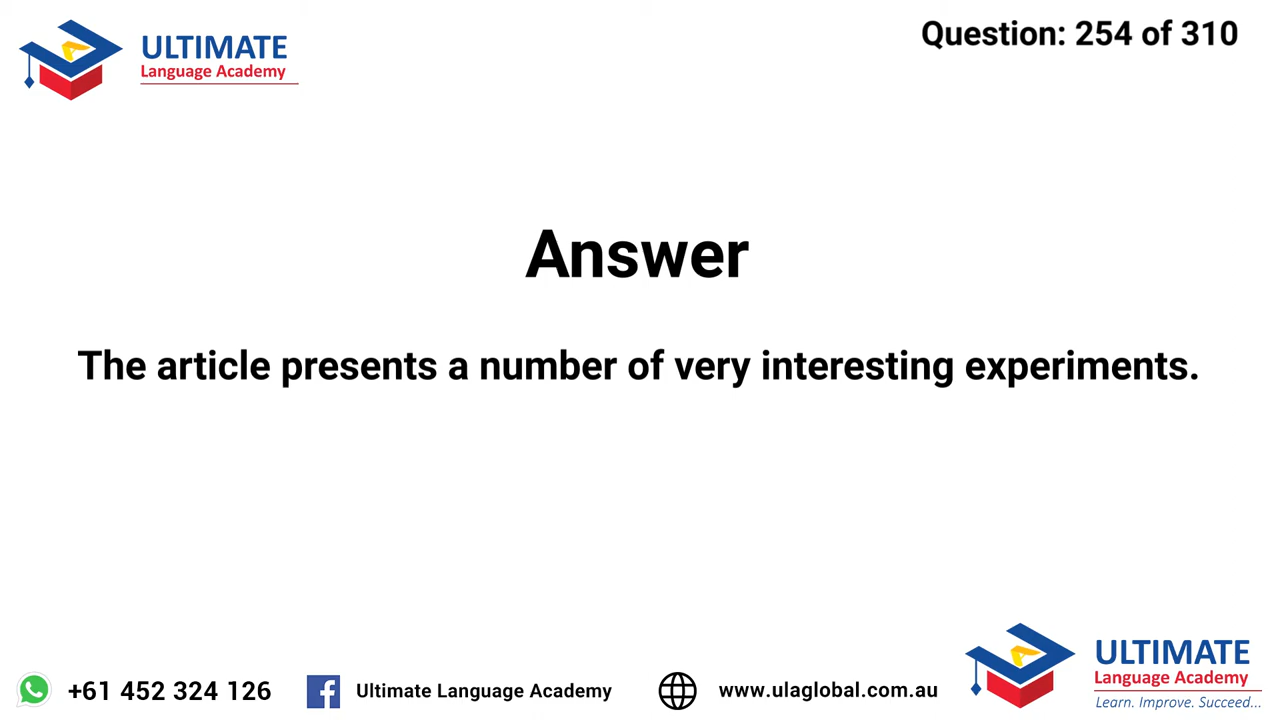 ULTIMATE
Language Academy
Question: 254 of 310
Answer
The article presents a number of very interesting experiments.
+61 452 324 126
Ultimate Language Academy
www.ulaglobal.com.au
ULTIMATE
Language Academy
Learn. Improve. Succeed...